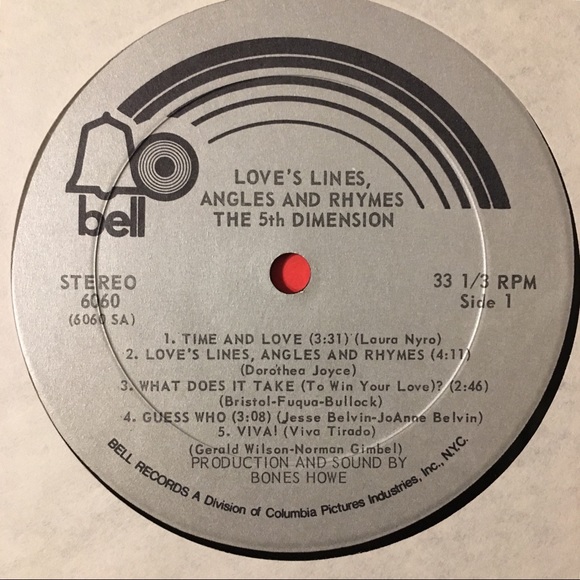 LOVE'S LINES,
ANGLES AND RHYMES
THE 5th DIMENSION
bell
STEREO
6060
(6060 SA)
33 1/3 RPM
Side 1
1. TIME AND LOVE (3:31) (Laura Nyro)
2. LOVE'S LINES, ANGLES AND RHYMES (4:11)
(Dorothea Joyce)
3. WHAT DOES IT TAKE (To Win Your Love)? (2:46)
(Bristol-Fuqua-Bullock)
4. GUESS WHO (3:08) (Jesse Belvin-JoAnne Belvin)
5. VIVA! (Viva Tirado)
(Gerald Wilson-Norman Gimbel)
PRODUCTION AND SOUND BY
BONES HOWE
BELL RECORDS A Division of Columbia Pictures Industries, Inc., N.Y.C.